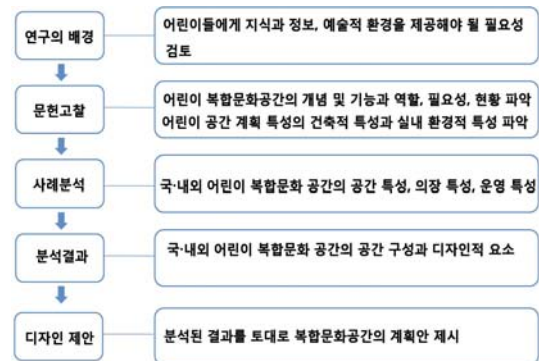 연구의 배경
어린이들에게 지식과 정보, 예술적 환경을 제공해야 될 필요성
검토
문헌고찰
어린이 복합문화공간의 개념 및 기능과 역할, 필요성, 현황 파악
어린이 공간 계획 특성의 건축적 특성과 실내 환경적 특성 파악
사례분석
국·내외 어린이 복합문화 공간의 공간 특성, 의장 특성, 운영 특성
분석결과
국·내외 어린이 복합문화 공간의 공간 구성과 디자인적 요소
디자인 제안
분석된 결과를 토대로 복합문화공간의 계획안 제시